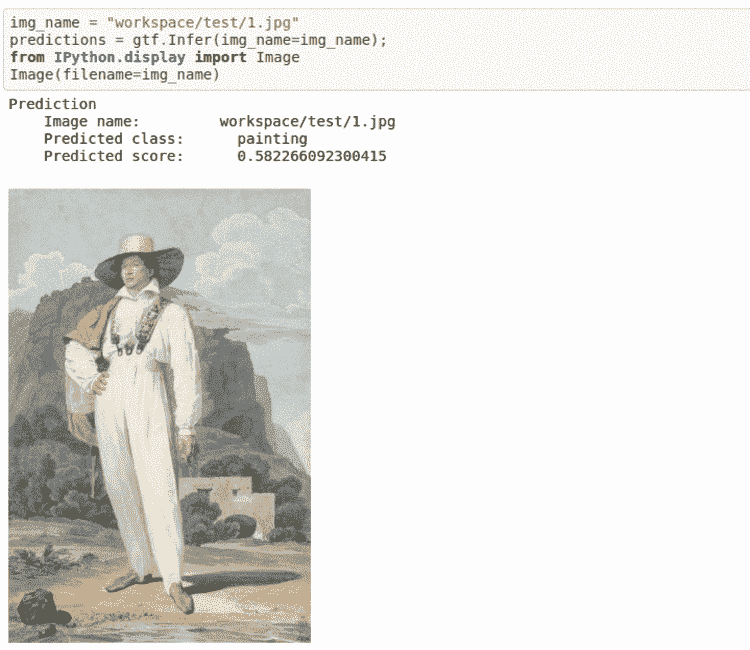 img_name = "workspace/test/1.jpg"
predictions = gtf.Infer(img_name=img_name);
from IPython.display import Image
Image(filename=img_name)
Prediction
Image name: workspace/test/1.jpg
Predicted class: painting
Predicted score: 0.582266092300415